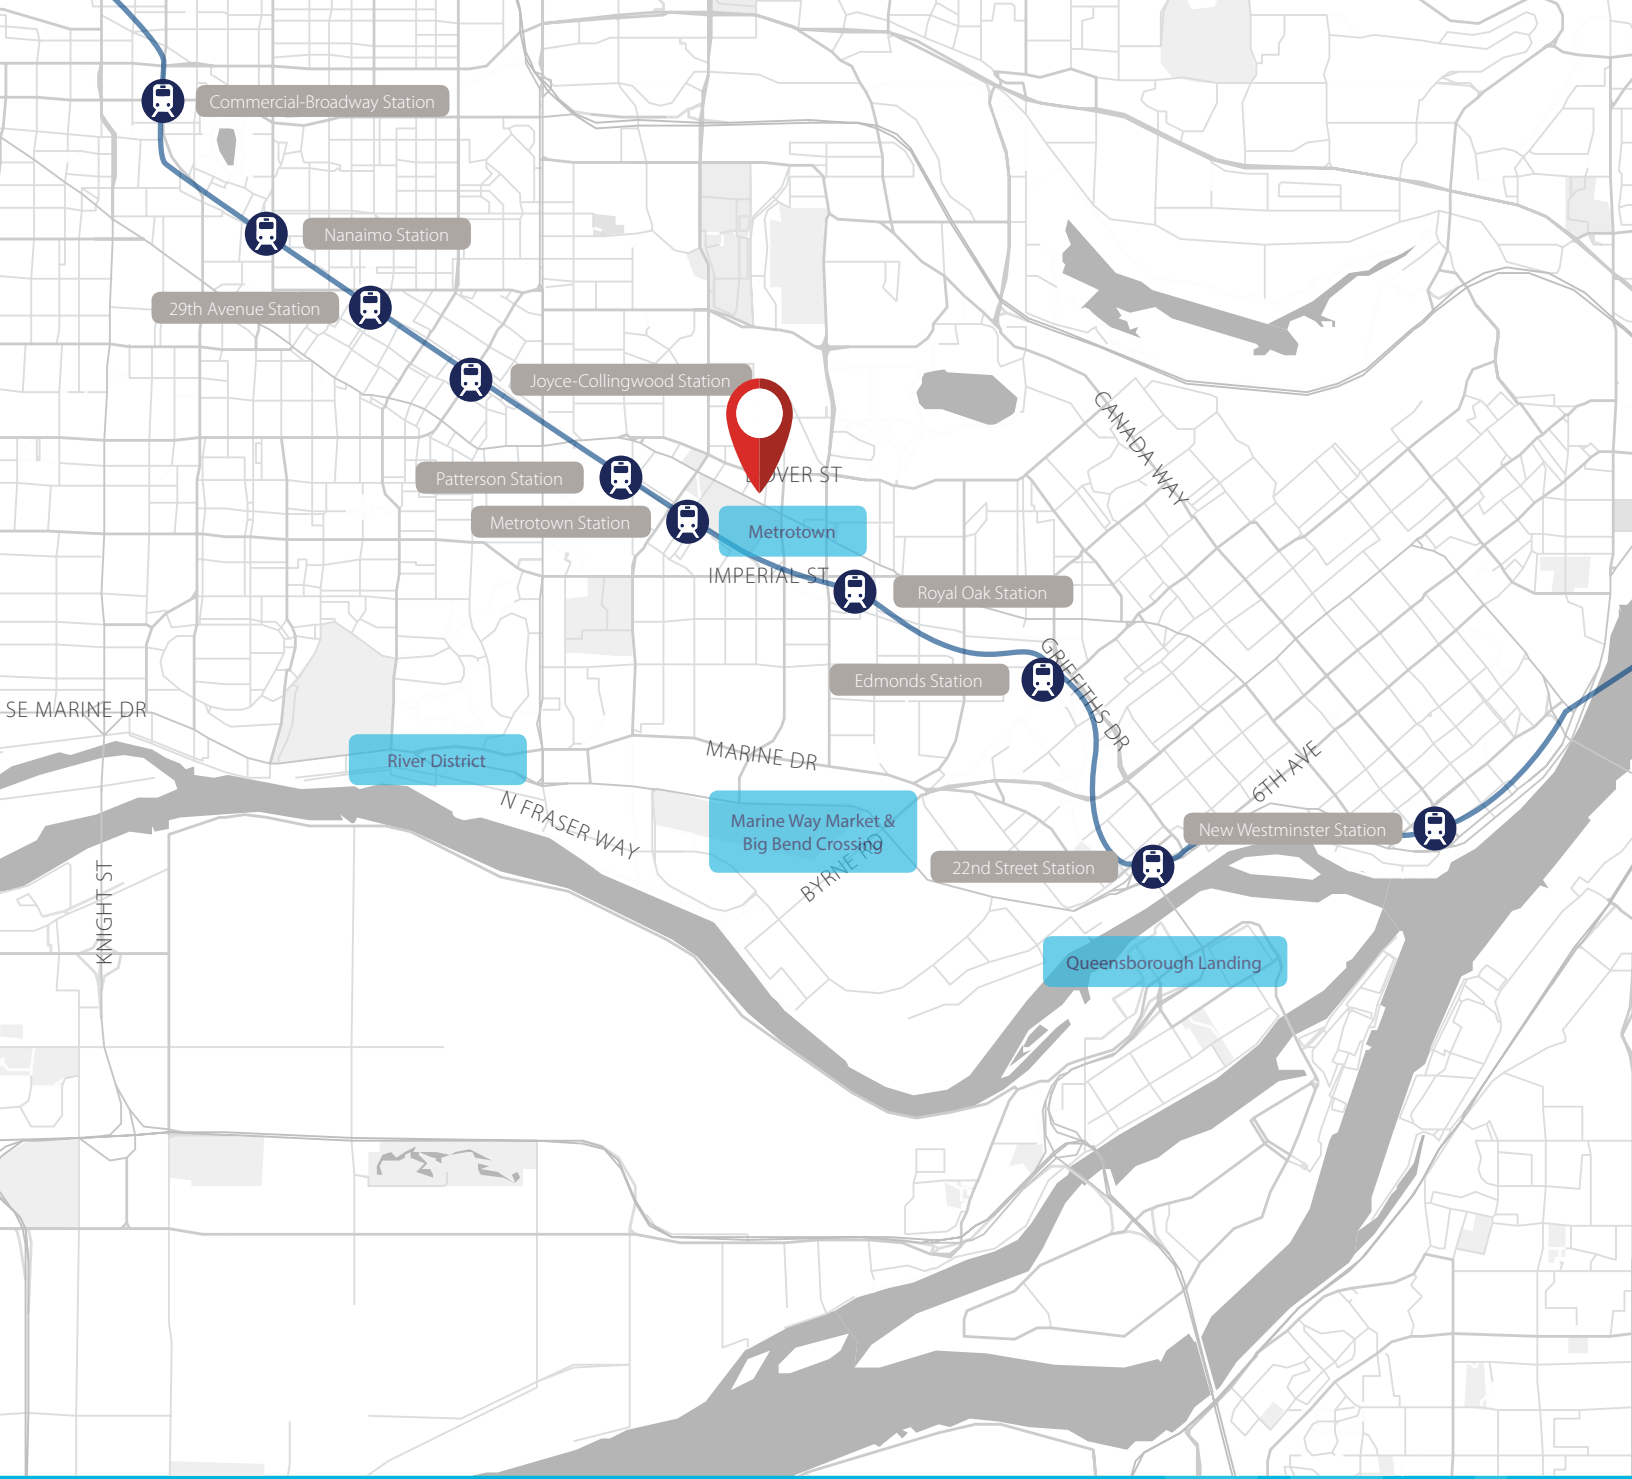 Commercial-Broadway Station
Nanaimo Station
29th Avenue Station
Joyce-Collingwood Station
CANADA WAY
Patterson Station
OVER ST
Metrotown Station
Metrotown
IMPERIAL ST
Royal Oak Station
GRIFFITHS DR
Edmonds Station
SE MARINE DR
MARINE DR
River District
6TH AVE
N FRASER WAY
Marine Way Market &
Big Bend Crossing
New Westminster Station
BYRNE RD
22nd Street Station
KNIGHT ST
Queensborough Landing